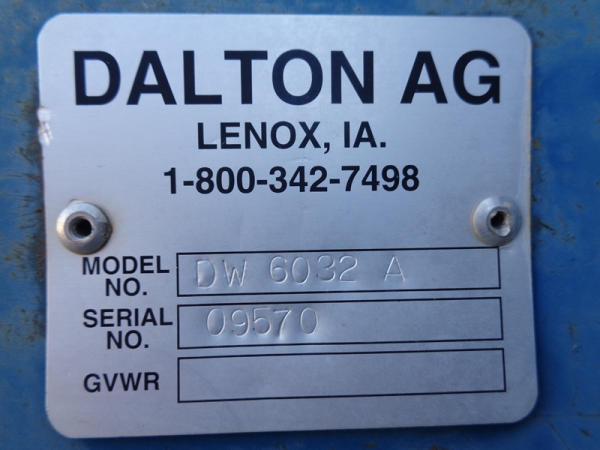 DALTON AG
LENOX, IA.
1-800-342-7498
MODEL NO. DW 6032 A
SERIAL NO. 09570
GVWR